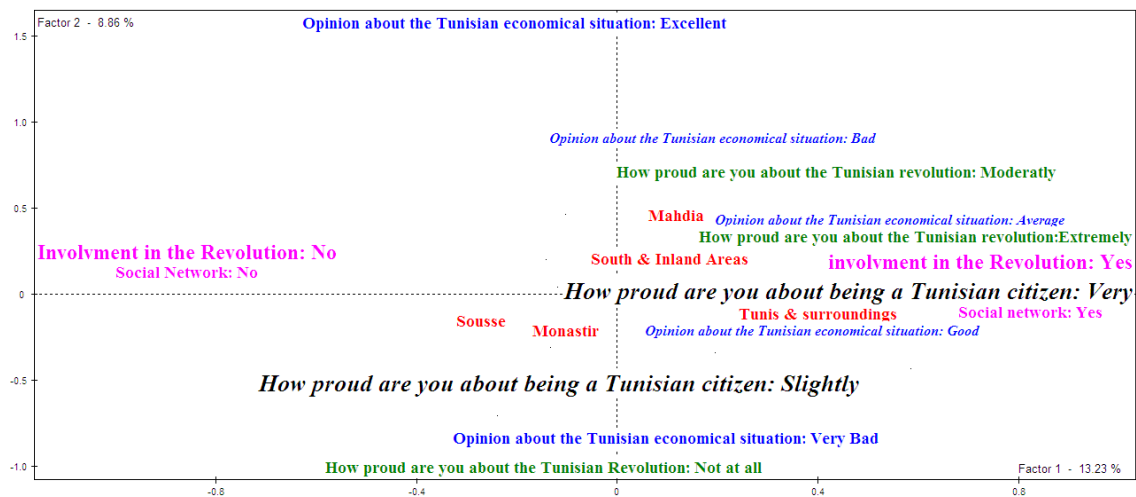 Factor 2 - 8.86 %
Opinion about the Tunisian economical situation: Excellent
1.5
1.0
Opinion about the Tunisian economical situation: Bad
How proud are you about the Tunisian revolution: Moderatly
0.5
Mahdia
Opinion about the Tunisian economical situation: Average
How proud are you about the Tunisian revolution:Extremely
Involvment in the Revolution: No
South & Inland Areas
involvment in the Revolution: Yes
Social Network: No
0
How proud are you about being a Tunisian citizen: Very
Sousse
Monastir
Tunis & surroundings
Social network: Yes
Opinion about the Tunisian economical situation: Good
-0.5
How proud are you about being a Tunisian citizen: Slightly
Opinion about the Tunisian economical situation: Very Bad
-1.0
How proud are you about the Tunisian Revolution: Not at all
Factor 1 - 13.23 %
-0.8
-0.4
0
0.4
0.8